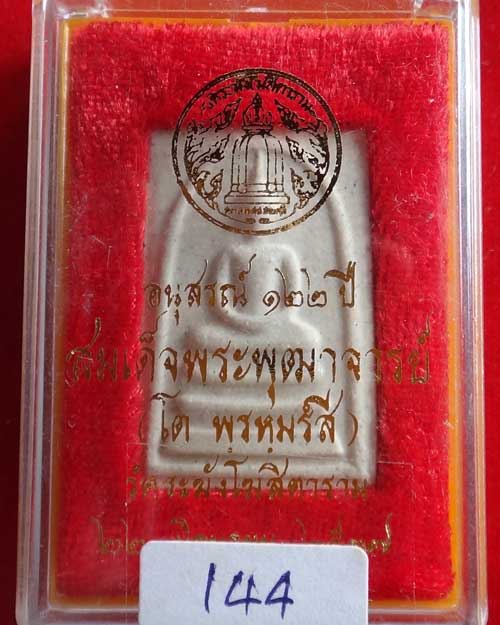 อนุสรณ์ ๑๒๒ ปี
สมเด็จพระพุฒาจารย์
(โต พรหมรํสี)
วัดระฆังโฆสิตาราม
๒๒
144